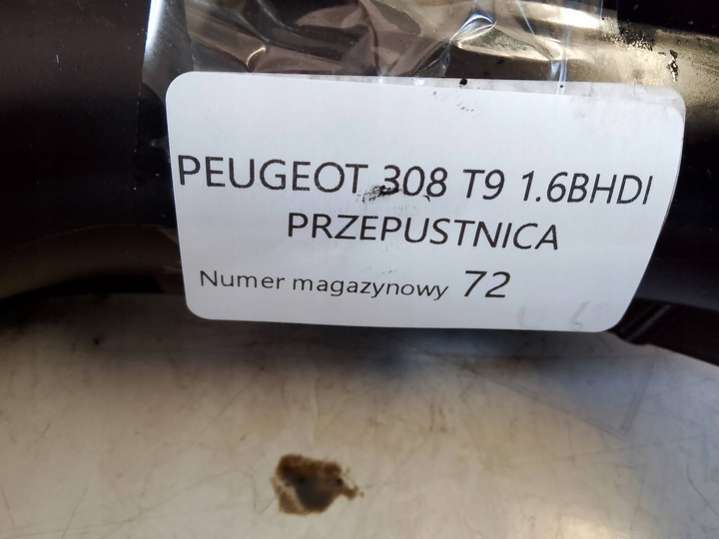 PEUGEOT 308 T9 1.6BHDI
PRZEPUSTNICA
Numer magazynowy 72